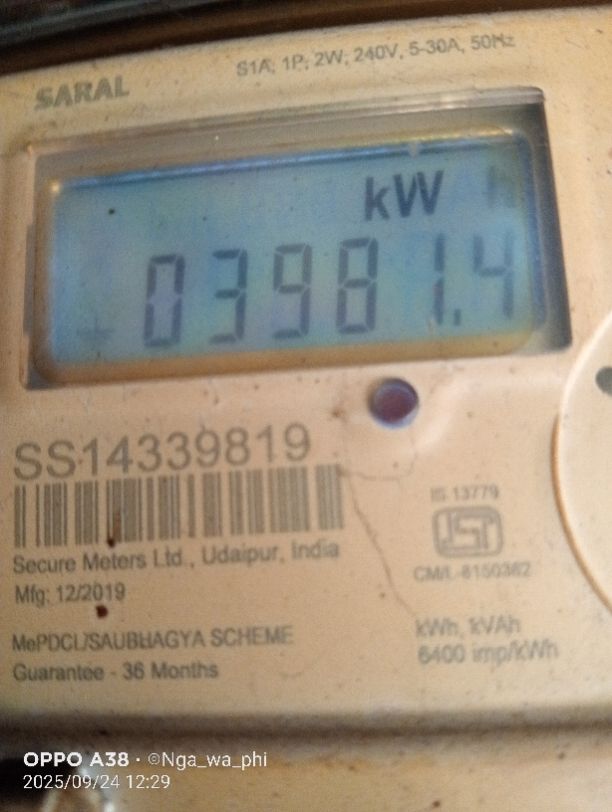 SARAL
S1A, 1P, 2W, 240V, 5-30A, 50Hz
kW
03981.4
SS14339819
Secure Meters Ltd., Udaipur, India
Mfg: 12/2019
IS 13779
ISI
CM/L-8150362
MePDCL/SAUBHAGYA SCHEME
Guarantee - 36 Months
kWh, kVAh
6400 imp/kWh
OPPO A38 · ©Nga_wa_phi
2025/09/24 12:29